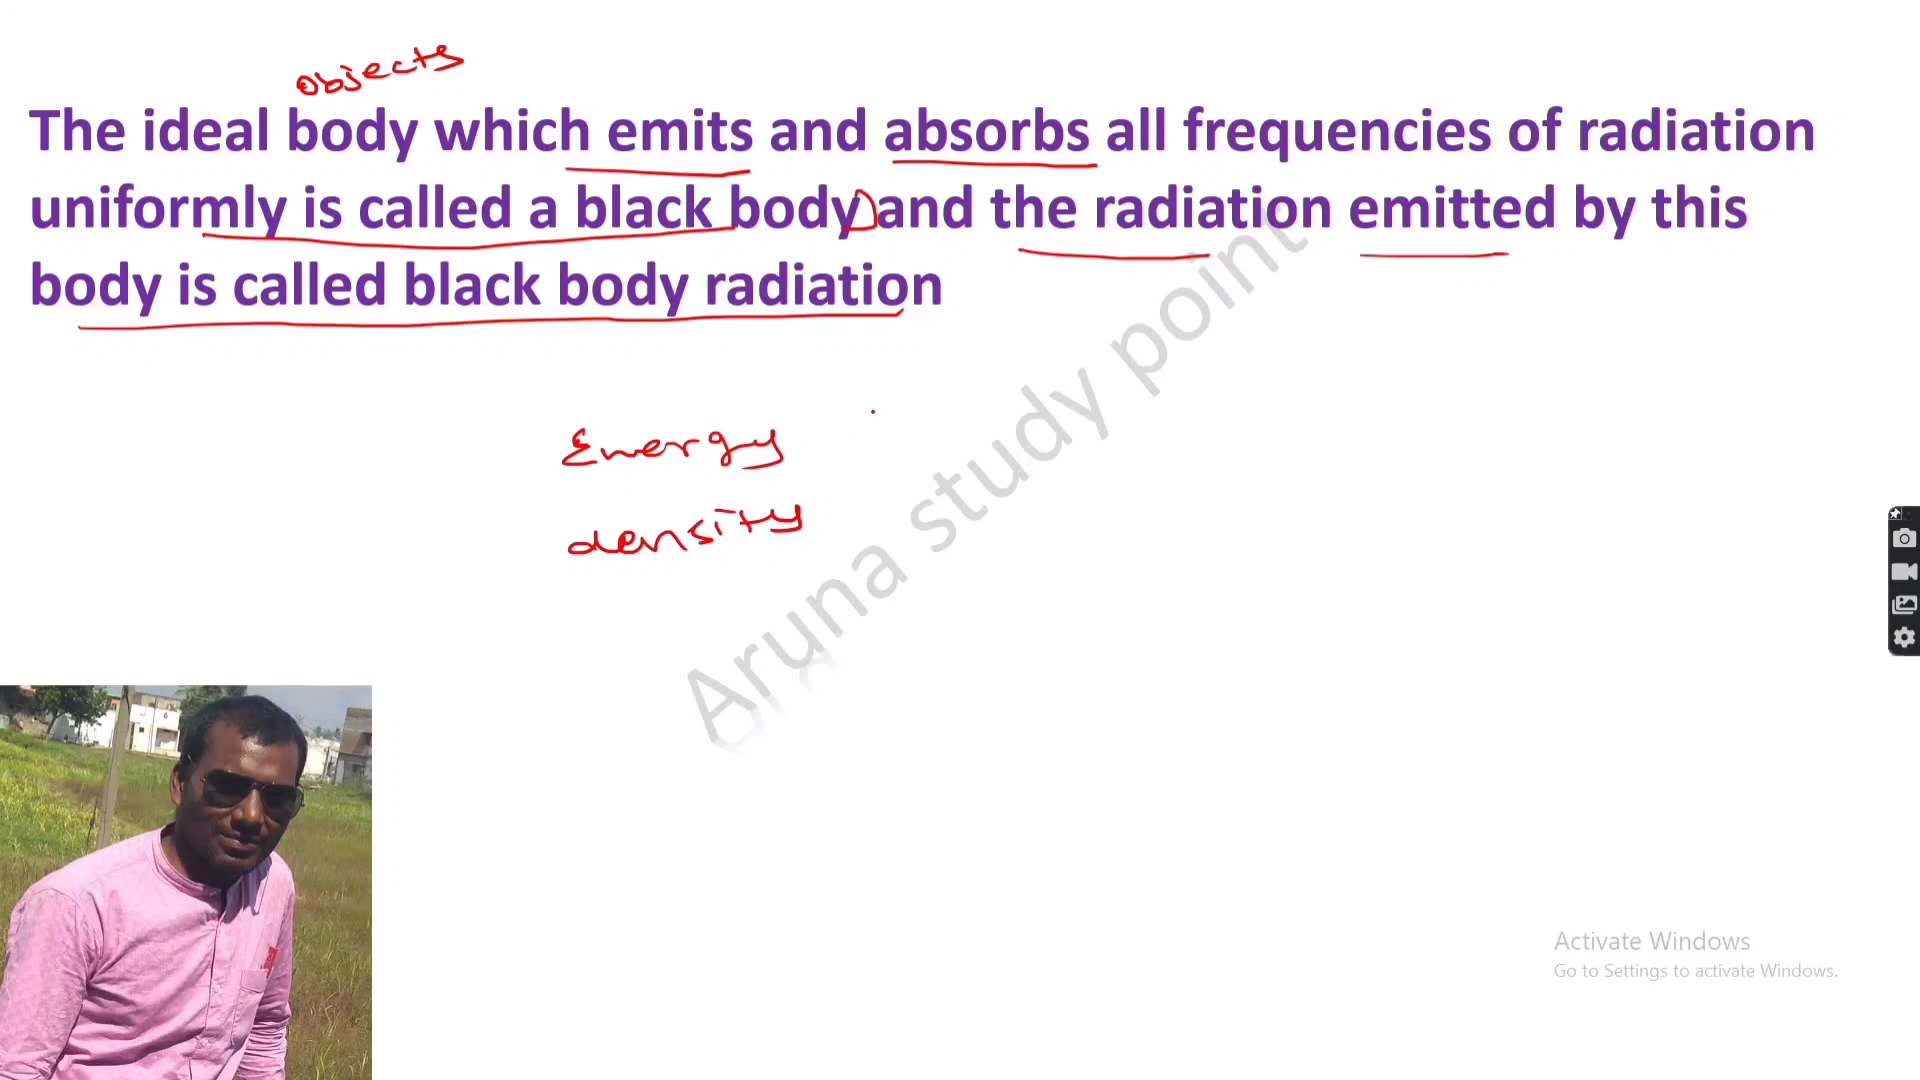 objects
The ideal body which emits and absorbs all frequencies of radiation
uniformly is called a black body and the radiation emitted by this
body is called black body radiation
Energy
density
Aruna study point
Activate Windows
Go to Settings to activate Windows.